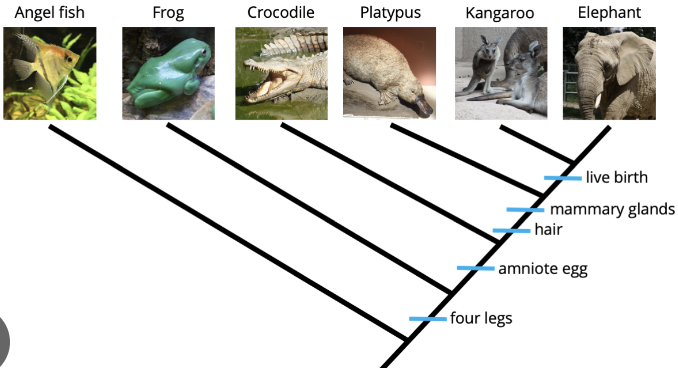 Angel fish
Frog
Crocodile
Platypus
Kangaroo
Elephant
live birth
mammary glands
hair
amniote egg
four legs